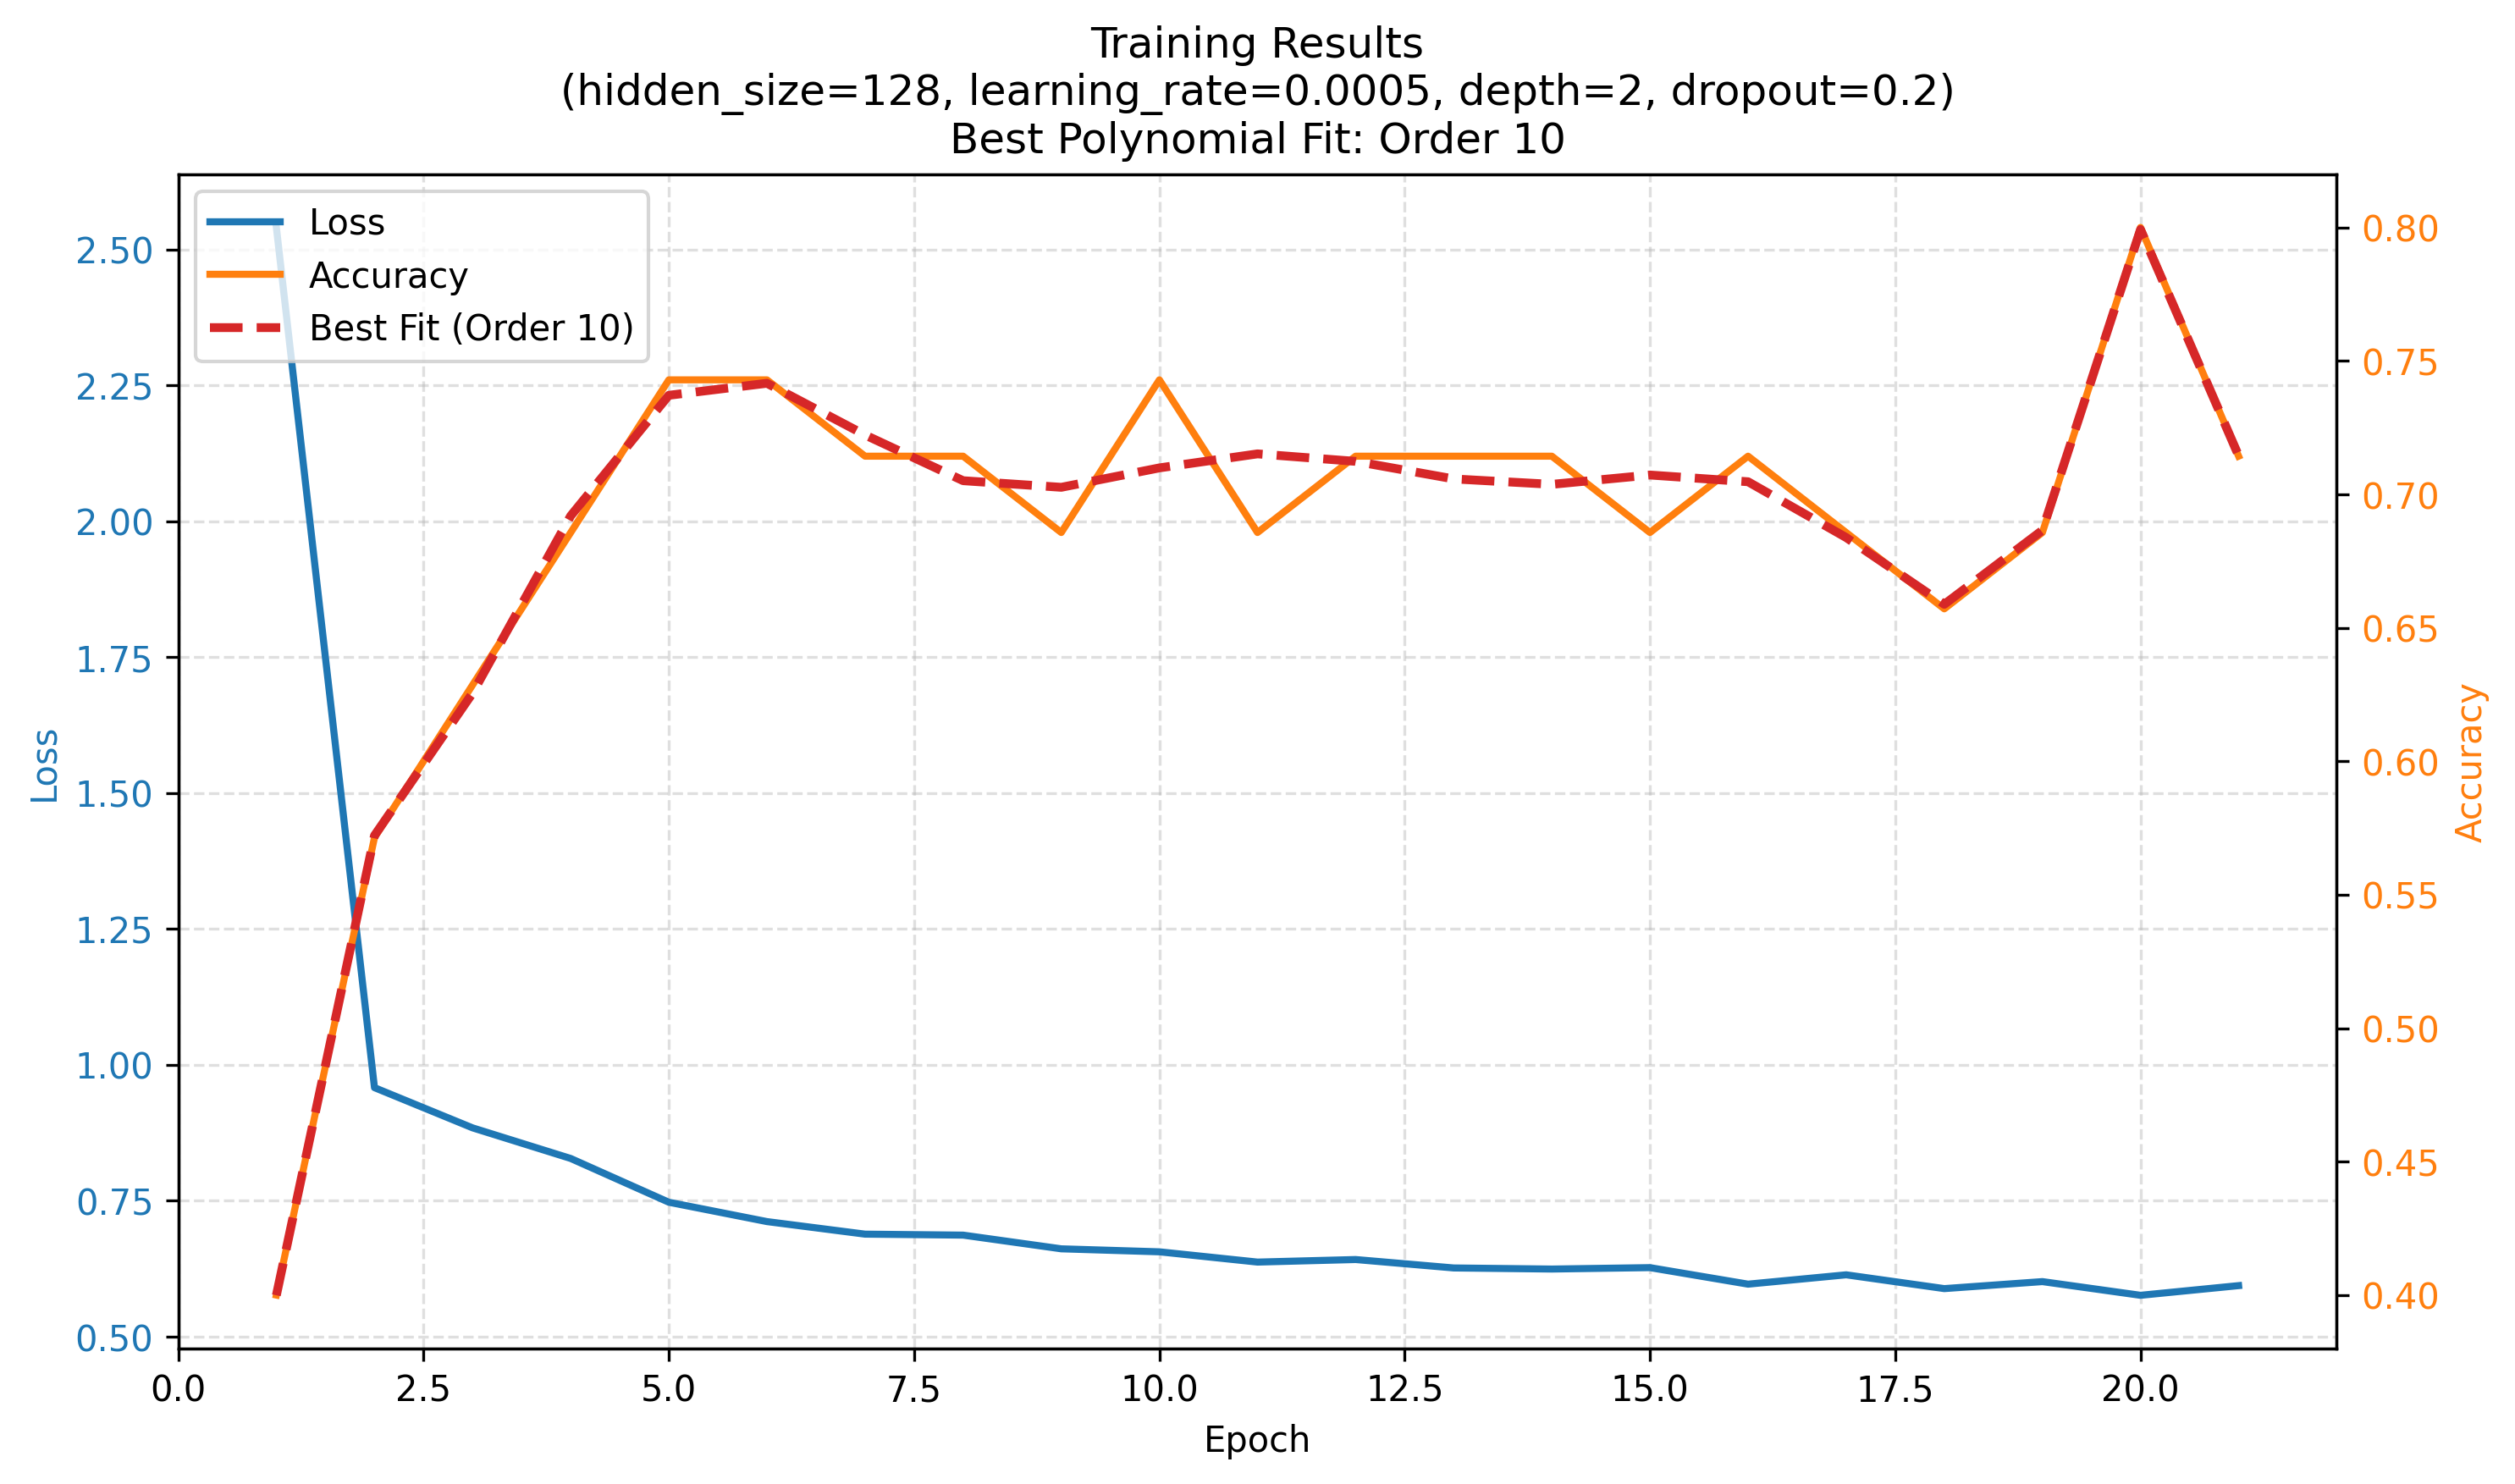 Training Results
(hidden_size=128, learning_rate=0.0005, depth=2, dropout=0.2)
Best Polynomial Fit: Order 10
Loss
Accuracy
Best Fit (Order 10)
2.50
2.25
2.00
1.75
1.50
1.25
1.00
0.75
0.50
Loss
0.80
0.75
0.70
0.65
0.60
0.55
0.50
0.45
0.40
Accuracy
0.0 2.5 5.0 7.5 10.0 12.5 15.0 17.5 20.0
Epoch